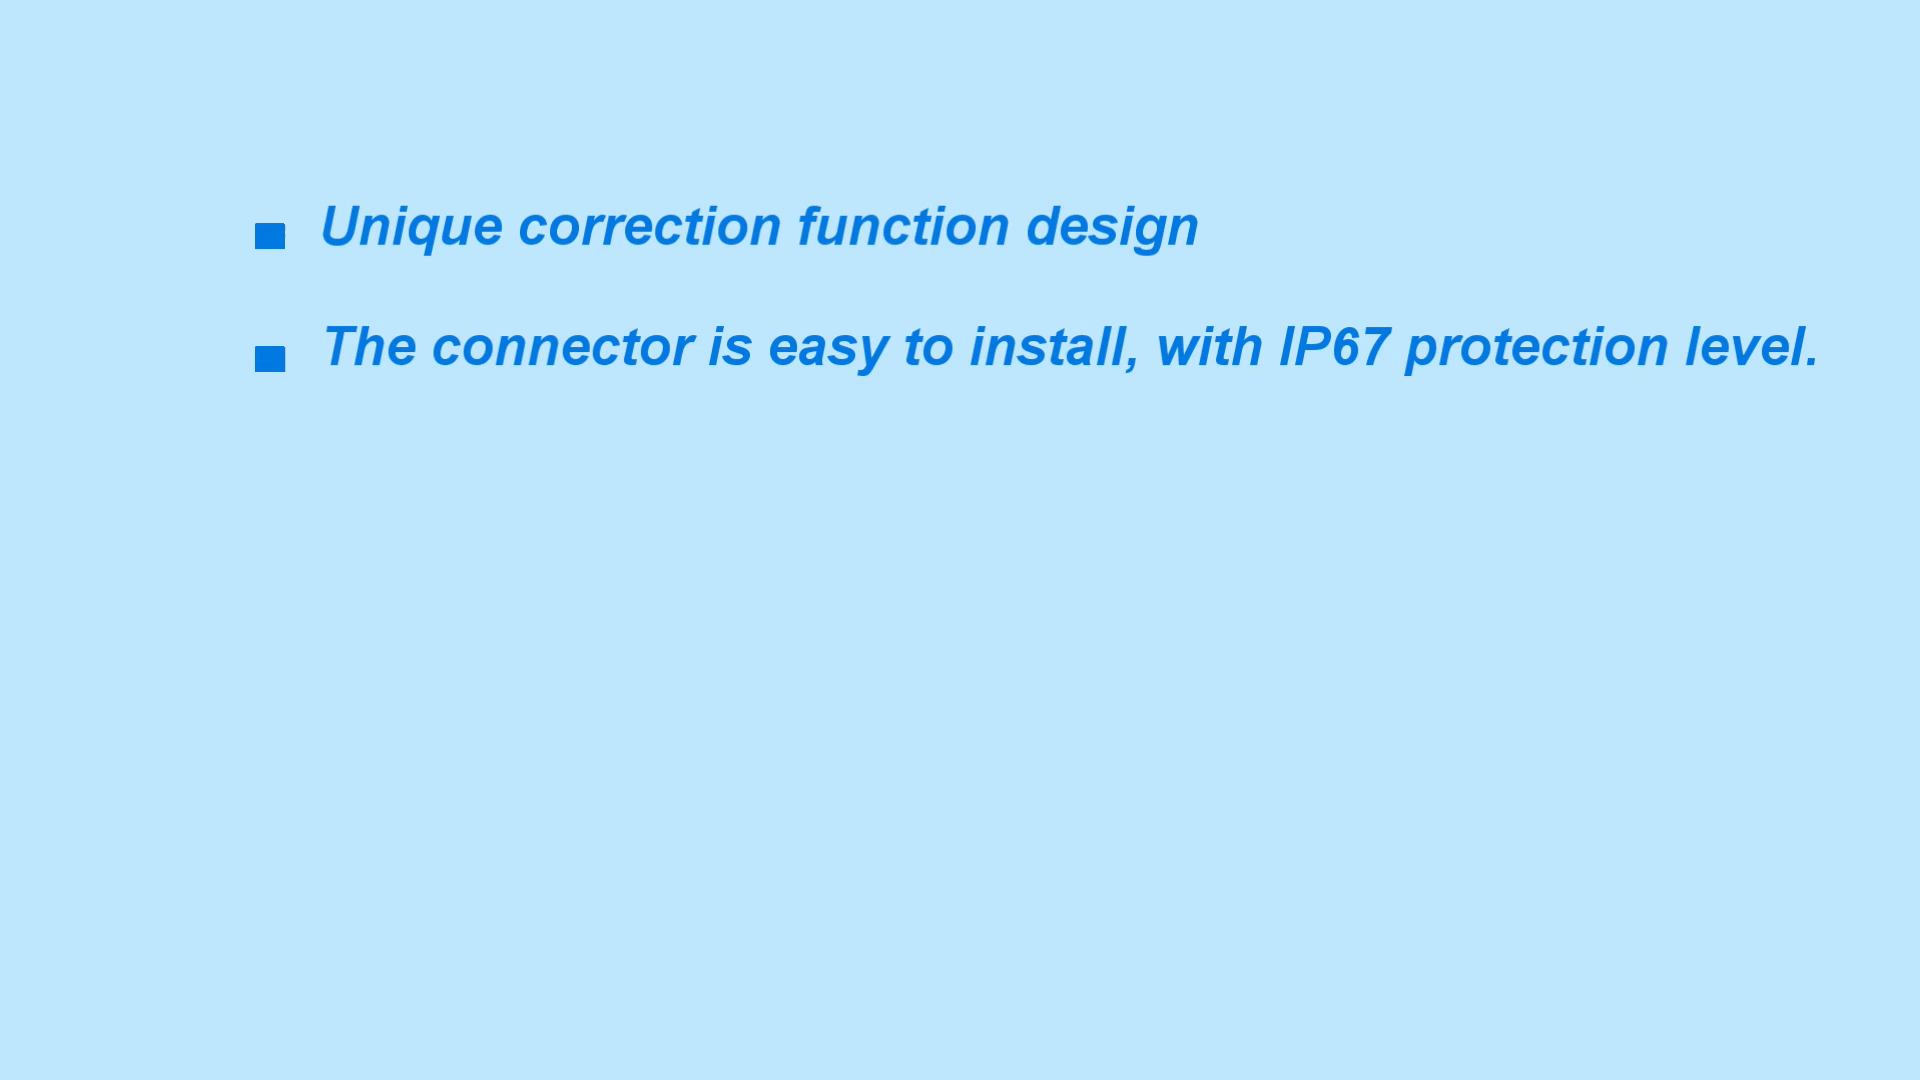 Unique correction function design
The connector is easy to install, with IP67 protection level.